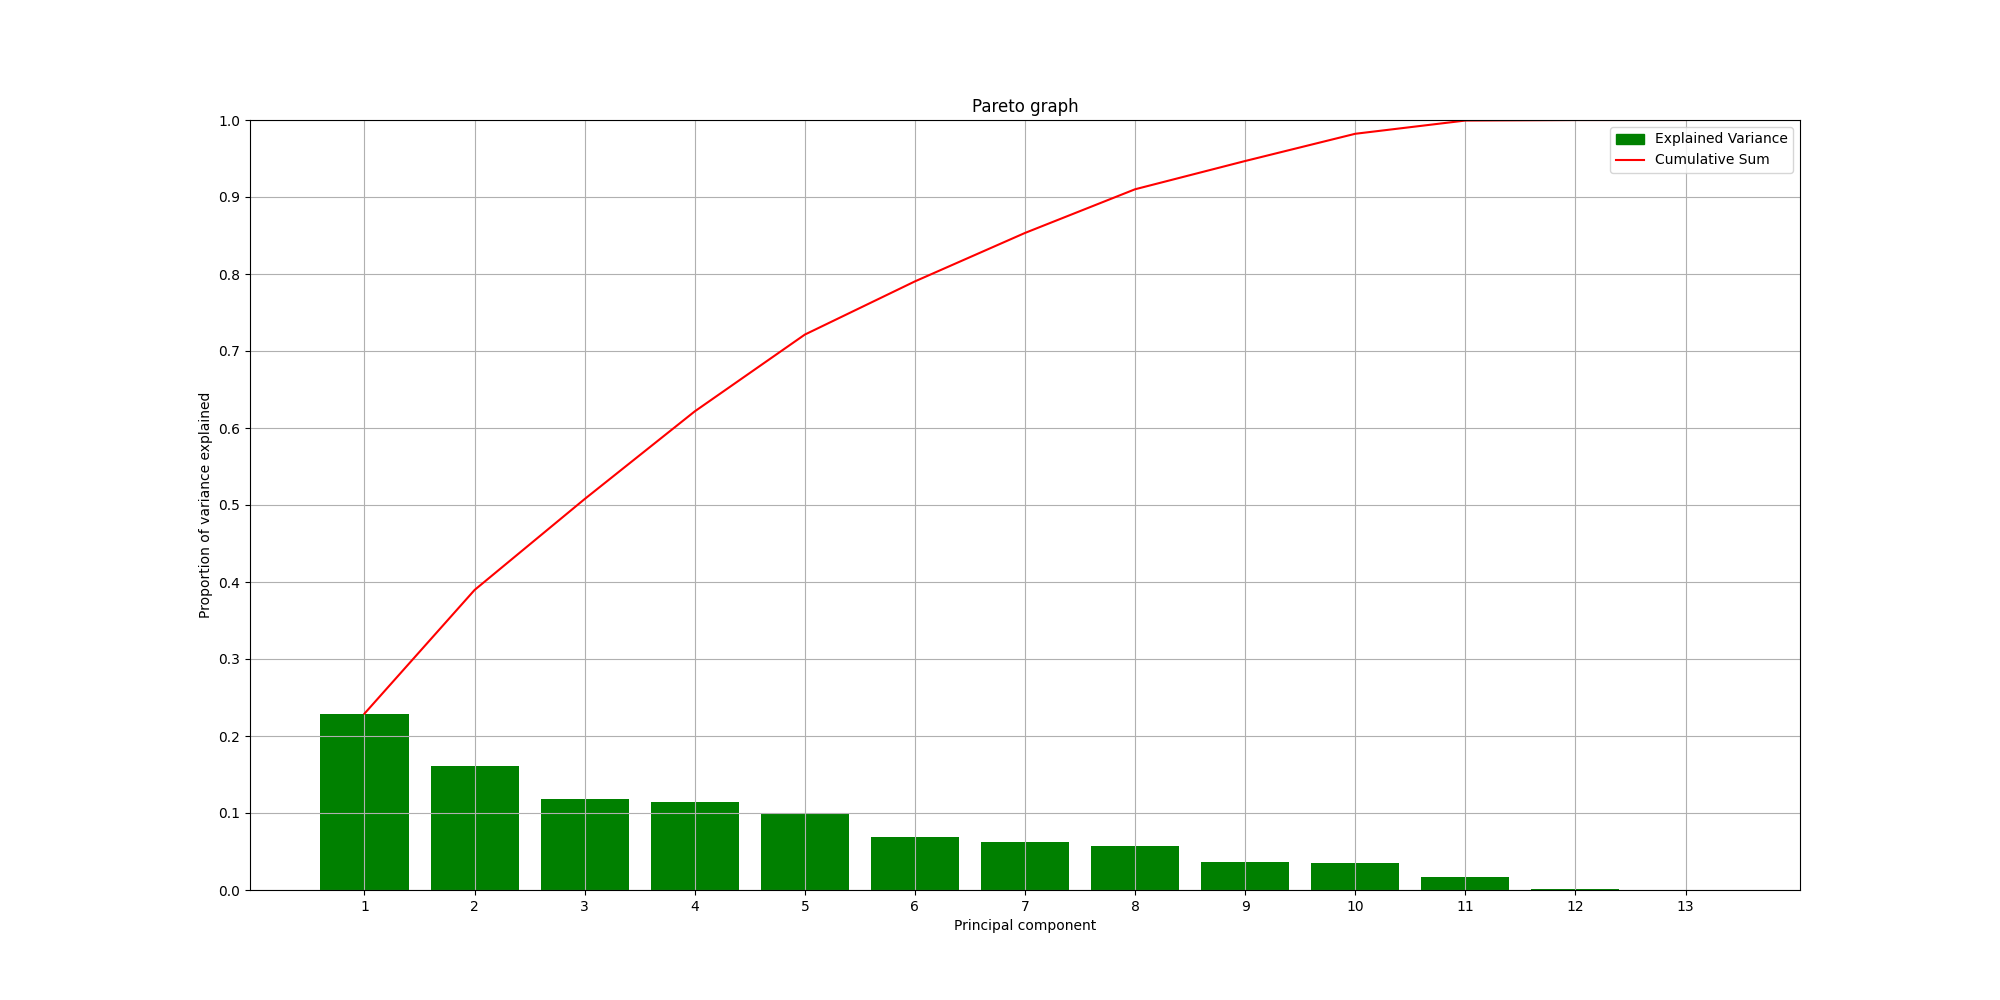 Pareto graph
1.0
0.9
0.8
0.7
0.6
0.5
0.4
0.3
0.2
0.1
0.0
Proportion of variance explained
Explained Variance
Cumulative Sum
1 2 3 4 5 6 7 8 9 10 11 12 13
Principal component